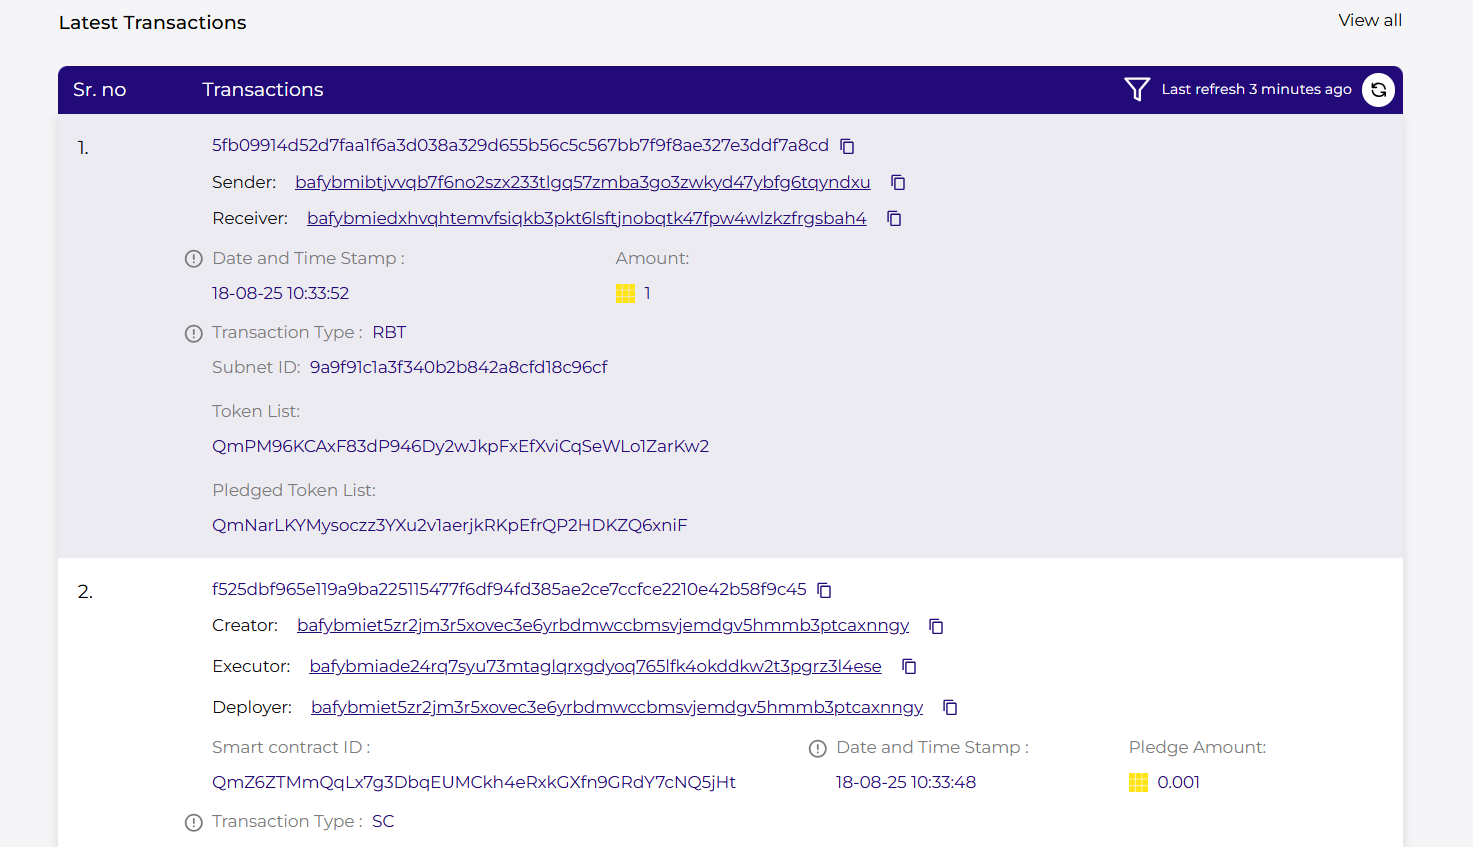 Latest Transactions
View all
Sr. no Transactions Last refresh 3 minutes ago
1.
5fb09914d52d7faa1f6a3d038a329d655b56c5c567bb7f9f8ae327e3ddf7a8cd
Sender: bafybmibtjvvqb7f6no2szx233tlgq57zmba3go3zwkyd47ybfg6tqyndxu
Receiver: bafybmiedxhvqhtemvfsiqkb3pkt6lsftjnobqtk47fpw4wlzkzfrgsbah4
Date and Time Stamp : Amount:
18-08-25 10:33:52 1
Transaction Type : RBT
Subnet ID: 9a9f91c1a3f340b2b842a8cfd18c96cf
Token List:
QmPM96KCAxF83dP946Dy2wJkpFxEfXviCqSeWLo1ZarKw2
Pledged Token List:
QmNarLKYMysoczz3YXu2v1aerjkRKpEfrQP2HDKZQ6xniF
2.
f525dbf965e119a9ba225115477f6df94fd385ae2ce7ccfce2210e42b58f9c45
Creator: bafybmiet5zr2jm3r5xovec3e6yrbdmwccbmsvjemdgv5hmmb3ptcaxnngy
Executor: bafybmiade24rq7syu73mtaglqrxgdyoq765lfk4okddkw2t3pgrz3l4ese
Deployer: bafybmiet5zr2jm3r5xovec3e6yrbdmwccbmsvjemdgv5hmmb3ptcaxnngy
Smart contract ID : Date and Time Stamp : Pledge Amount:
QmZ6ZTMmQqLx7g3DbqEUMCkh4eRxkGXfn9GRdY7cNQ5jHt 18-08-25 10:33:48 0.001
Transaction Type : SC